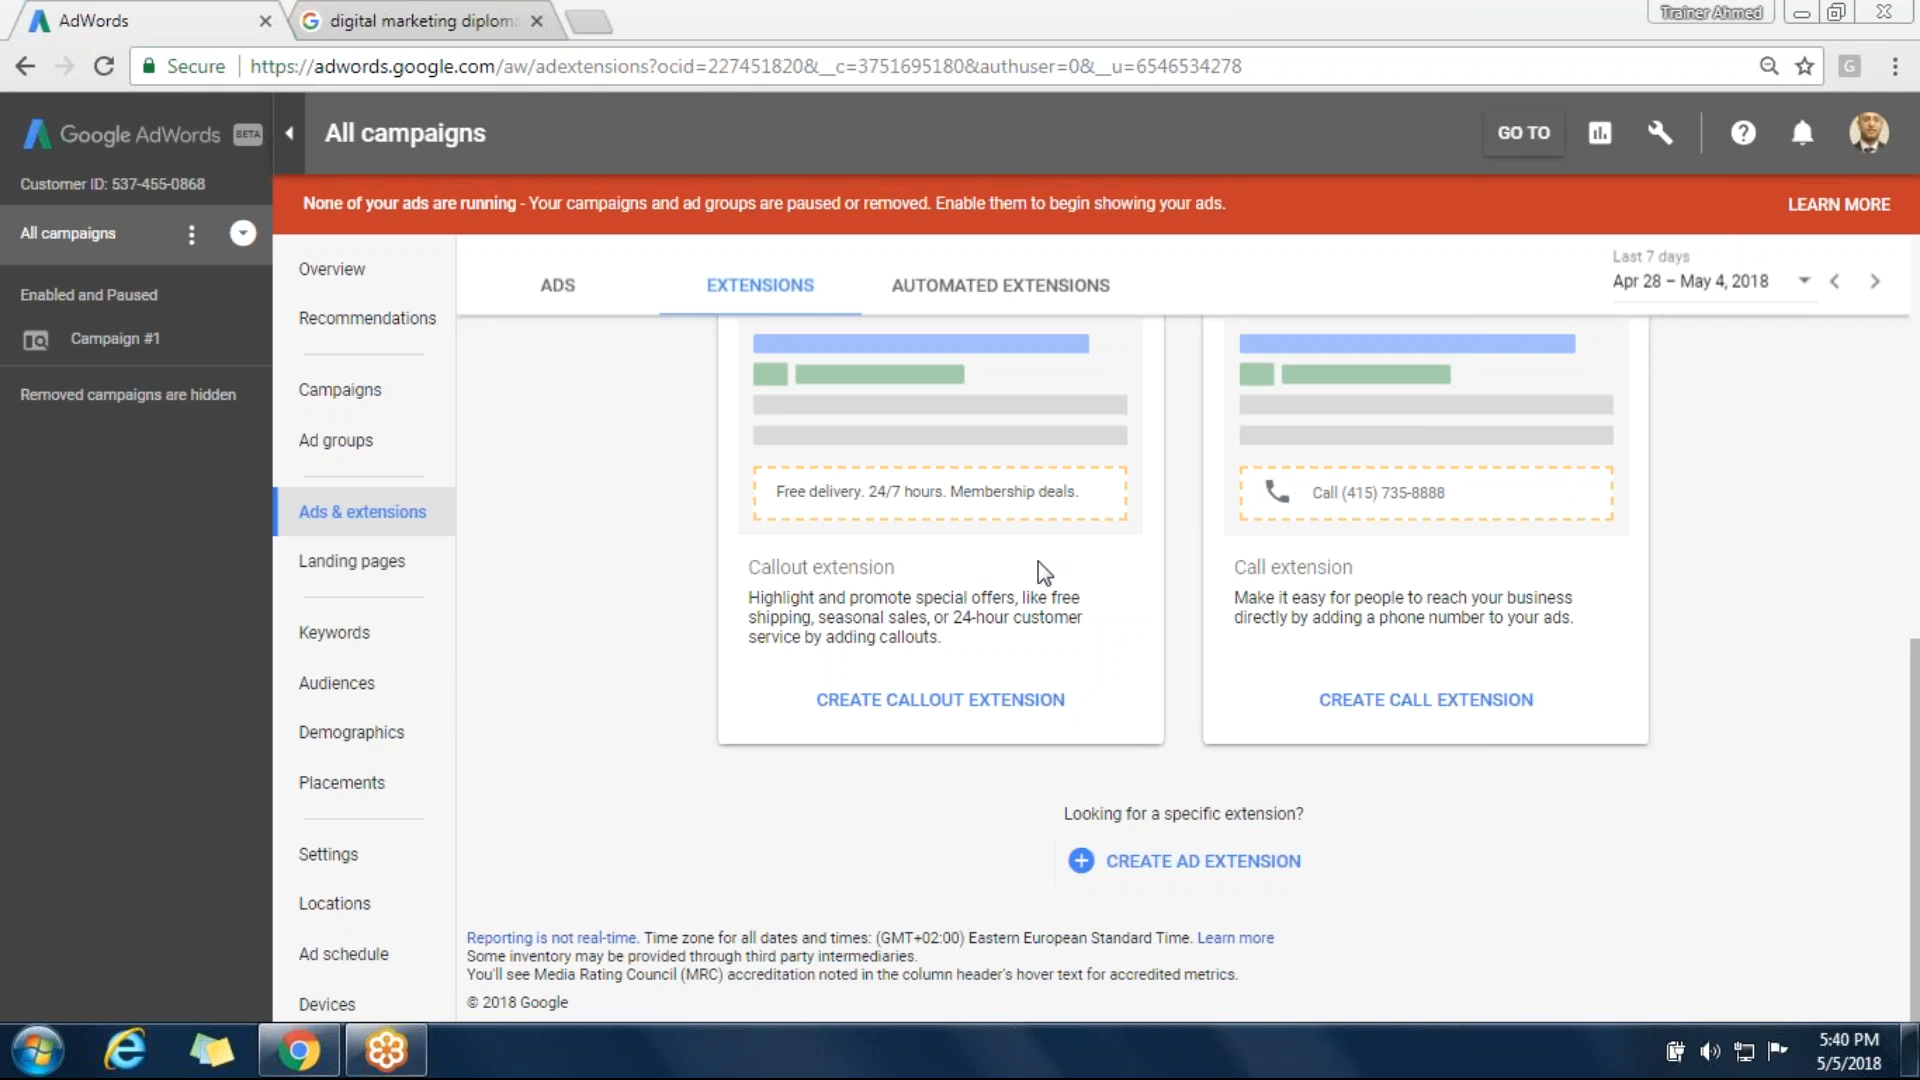 AdWords
digital marketing diplom
Trainer Ahmed
Secure
https://adwords.google.com/aw/adextensions?ocid=227451820&__c=3751695180&authuser=0&__u=6546534278
G
Google AdWords BETA
All campaigns
GO TO
Customer ID: 537-455-0868
None of your ads are running - Your campaigns and ad groups are paused or removed. Enable them to begin showing your ads.
LEARN MORE
All campaigns
Enabled and Paused
Campaign #1
Removed campaigns are hidden
Overview
Recommendations
Campaigns
Ad groups
Ads & extensions
Landing pages
Keywords
Audiences
Demographics
Placements
Settings
Locations
Ad schedule
Devices
ADS
EXTENSIONS
AUTOMATED EXTENSIONS
Last 7 days
Apr 28 – May 4, 2018
Free delivery. 24/7 hours. Membership deals.
Callout extension
Highlight and promote special offers, like free
shipping, seasonal sales, or 24-hour customer
service by adding callouts.
CREATE CALLOUT EXTENSION
Call (415) 735-8888
Call extension
Make it easy for people to reach your business
directly by adding a phone number to your ads.
CREATE CALL EXTENSION
Looking for a specific extension?
CREATE AD EXTENSION
Reporting is not real-time. Time zone for all dates and times: (GMT+02:00) Eastern European Standard Time. Learn more
Some inventory may be provided through third party intermediaries.
You'll see Media Rating Council (MRC) accreditation noted in the column header's hover text for accredited metrics.
© 2018 Google
5:40 PM
5/5/2018